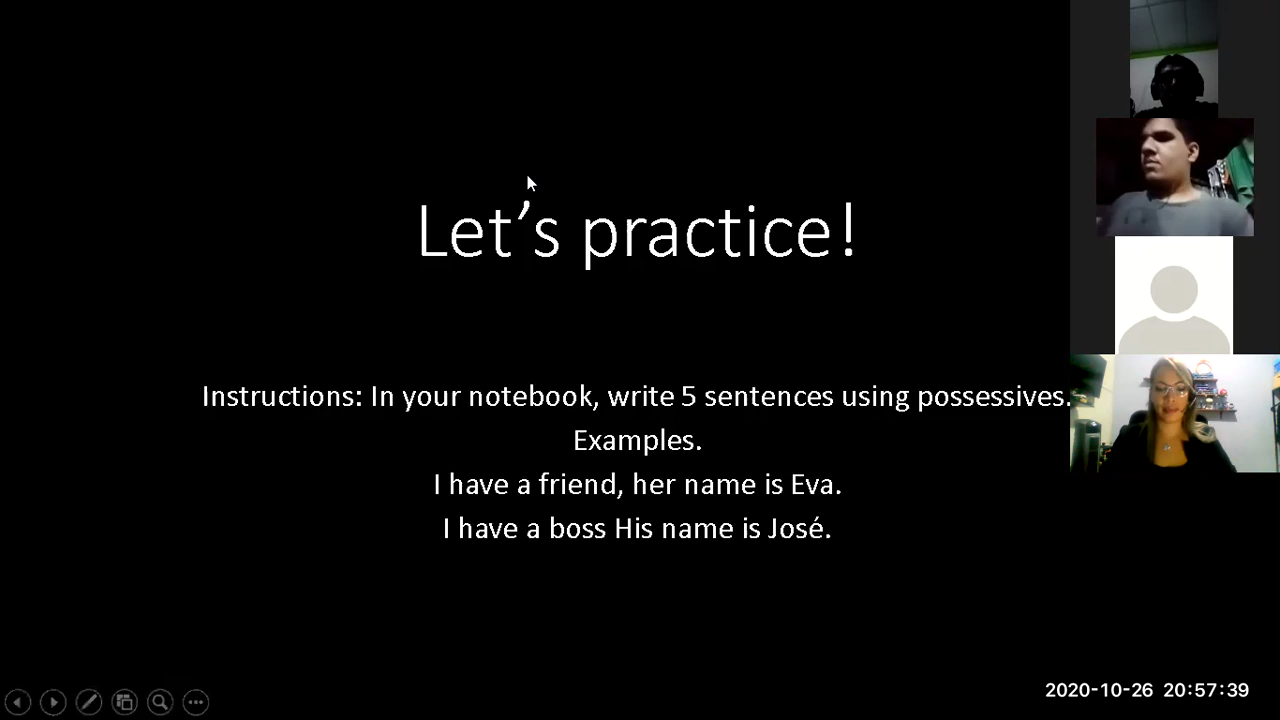 Let's practice!
Instructions: In your notebook, write 5 sentences using possessives.
Examples.
I have a friend, her name is Eva.
I have a boss His name is José.
2020-10-26 20:57:39